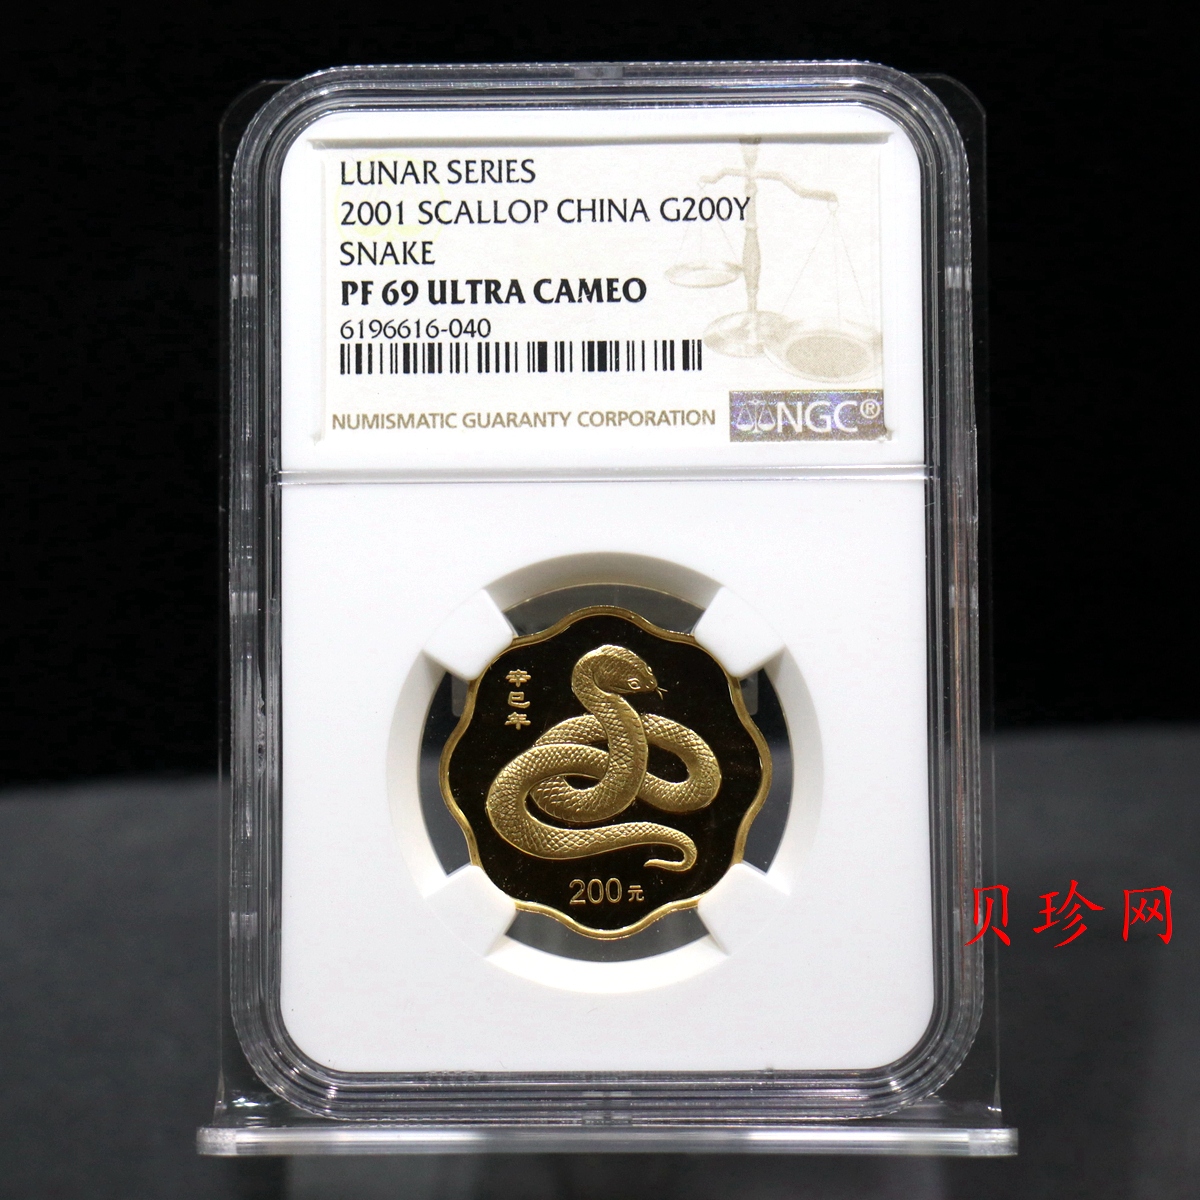 LUNAR SERIES
2001 SCALLOP CHINA G200Y
SNAKE
PF 69 ULTRA CAMEO
6196616-040
NUMISMATIC GUARANTY CORPORATION
NGC®
辛巳年
200元
贝珍网